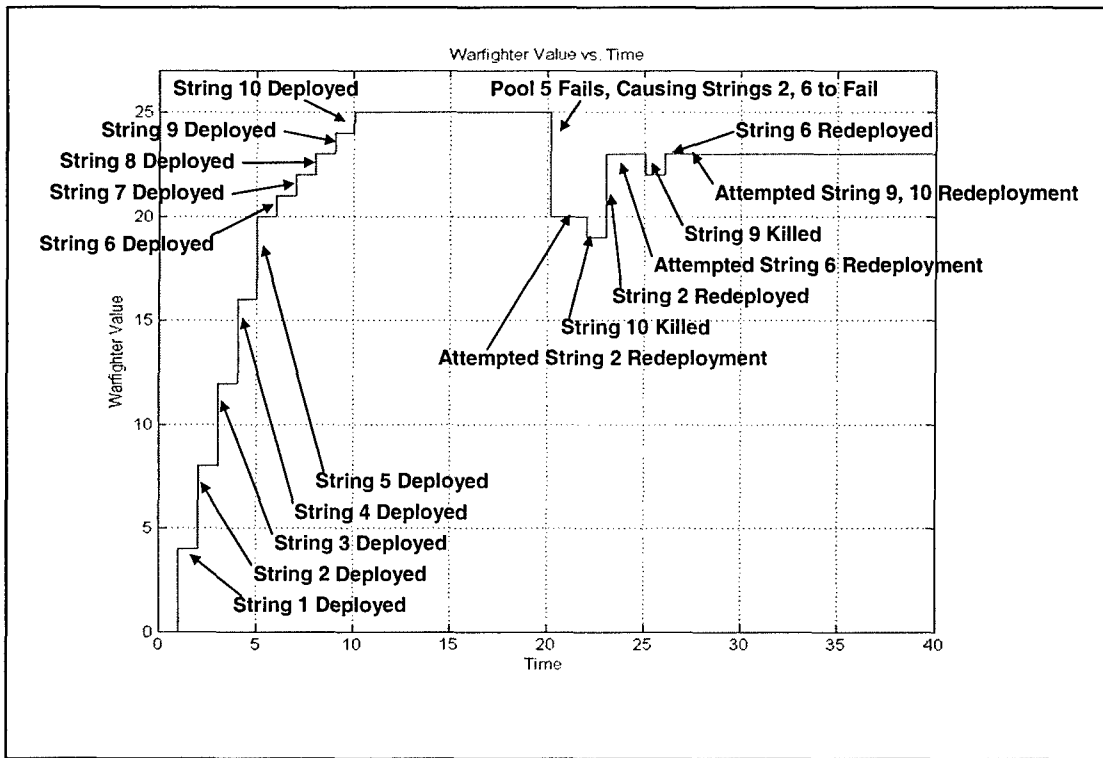 Warfighter Value vs. Time
String 10 Deployed
Pool 5 Fails, Causing Strings 2, 6 to Fail
25
String 9 Deployed
String 6 Redeployed
String 8 Deployed
String 7 Deployed
Attempted String 9, 10 Redeployment
20
String 6 Deployed
String 9 Killed
Attempted String 6 Redeployment
String 2 Redeployed
15
String 10 Killed
Attempted String 2 Redeployment
Warfighter Value
10
String 5 Deployed
String 4 Deployed
5
String 3 Deployed
String 2 Deployed
String 1 Deployed
0
0 5 10 15 20 25 30 35 40
Time